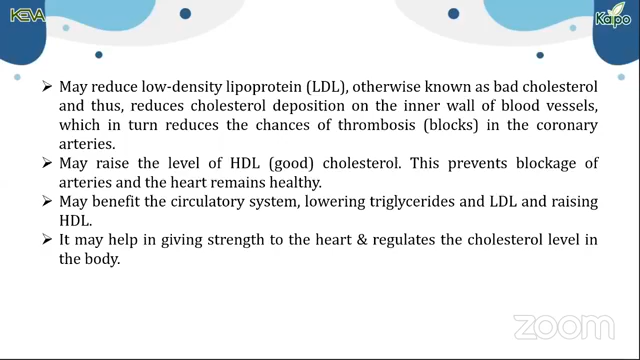 KEVA
Kapo
➢ May reduce low-density lipoprotein (LDL), otherwise known as bad cholesterol
and thus, reduces cholesterol deposition on the inner wall of blood vessels,
which in turn reduces the chances of thrombosis (blocks) in the coronary
arteries.
➢ May raise the level of HDL (good) cholesterol. This prevents blockage of
arteries and the heart remains healthy.
➢ May benefit the circulatory system, lowering triglycerides and LDL and raising
HDL.
➢ It may help in giving strength to the heart & regulates the cholesterol level in
the body.
zoom